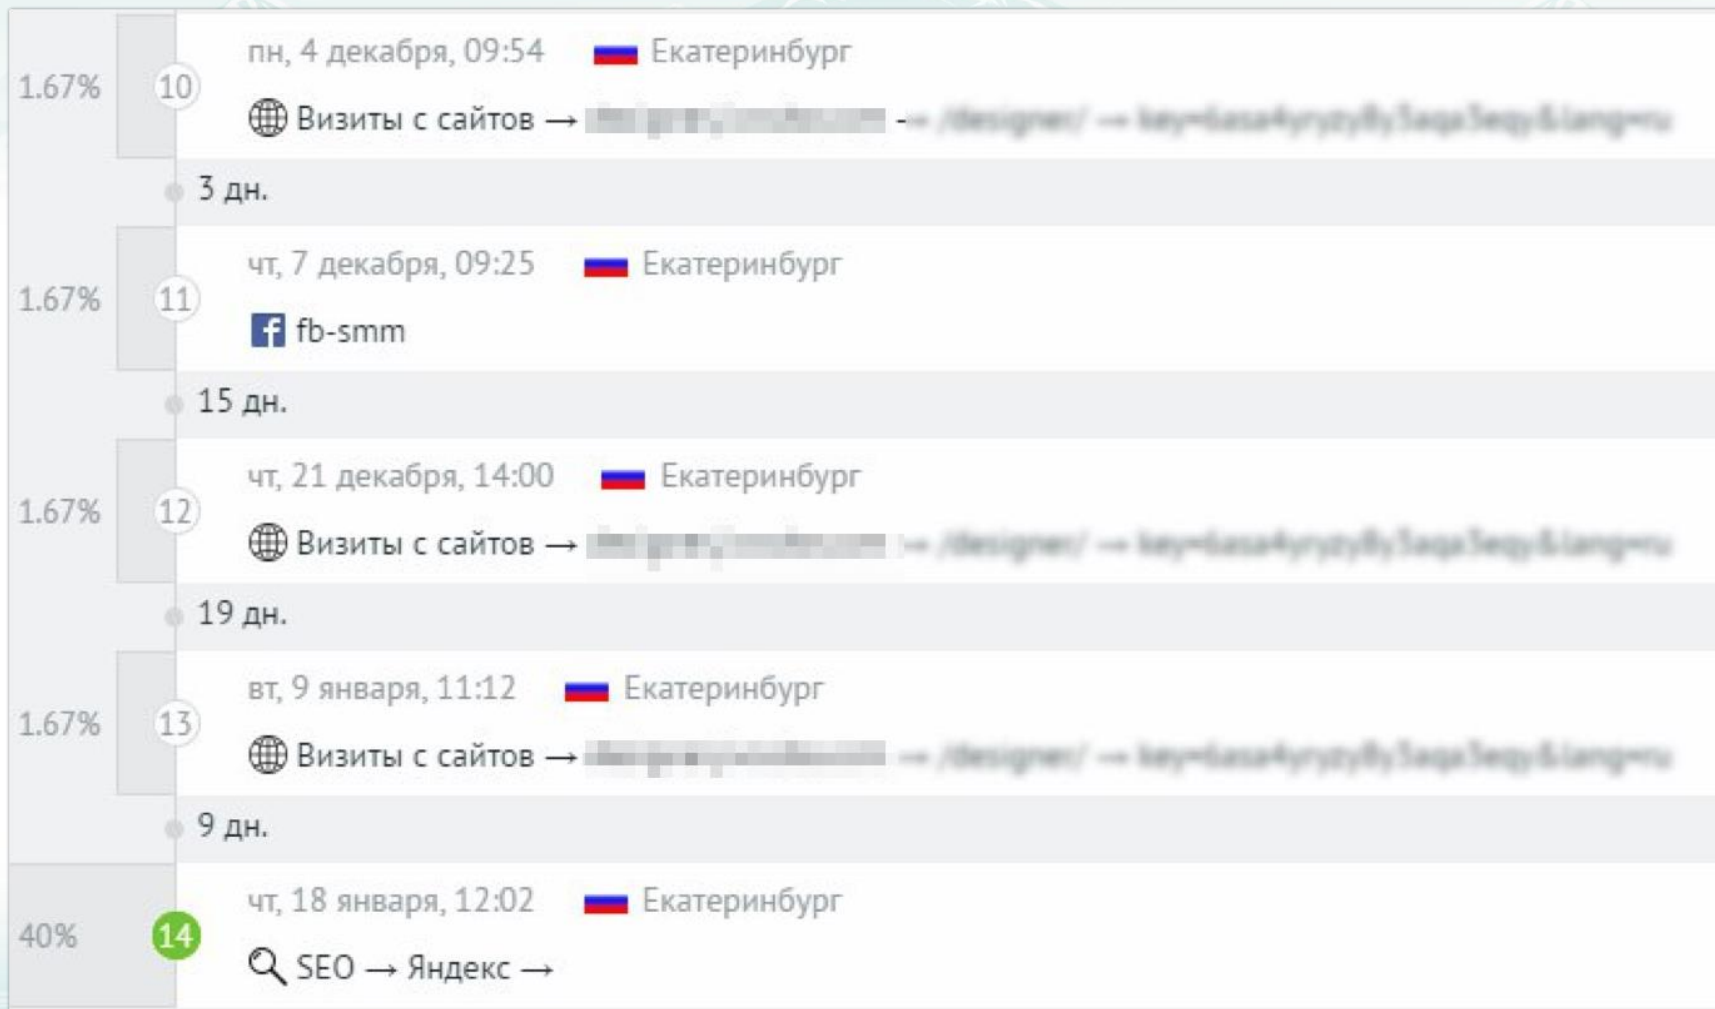 1.67%
10
пн, 4 декабря, 09:54 Екатеринбург
Визиты с сайтов →
→ /designer/ →
3 дн.
1.67%
11
чт, 7 декабря, 09:25 Екатеринбург
fb-smm
15 дн.
1.67%
12
чт, 21 декабря, 14:00 Екатеринбург
Визиты с сайтов →
→ /designer/ →
19 дн.
1.67%
13
вт, 9 января, 11:12 Екатеринбург
Визиты с сайтов →
→ /designer/ →
9 дн.
40%
14
чт, 18 января, 12:02 Екатеринбург
SEO → Яндекс →